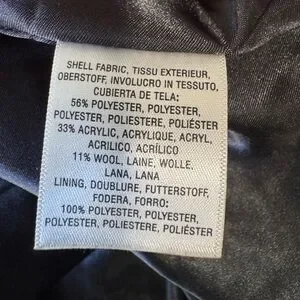 SHELL FABRIC, TISSU EXTERIEUR,
OBERSTOFF, INVOLUCRO IN TESSUTO,
CUBIERTA DE TELA:
56% POLYESTER, POLYESTER,
POLYESTER, POLIESTERE, POLIÉSTER
33% ACRYLIC, ACRYLIQUE, ACRYL,
ACRILICO, ACRÍLICO
11% WOOL, LAINE, WOLLE,
LANA, LANA
LINING, DOUBLURE, FUTTERSTOFF,
FODERA, FORRO:
100% POLYESTER, POLYESTER,
POLYESTER, POLIESTERE, POLIÉSTER